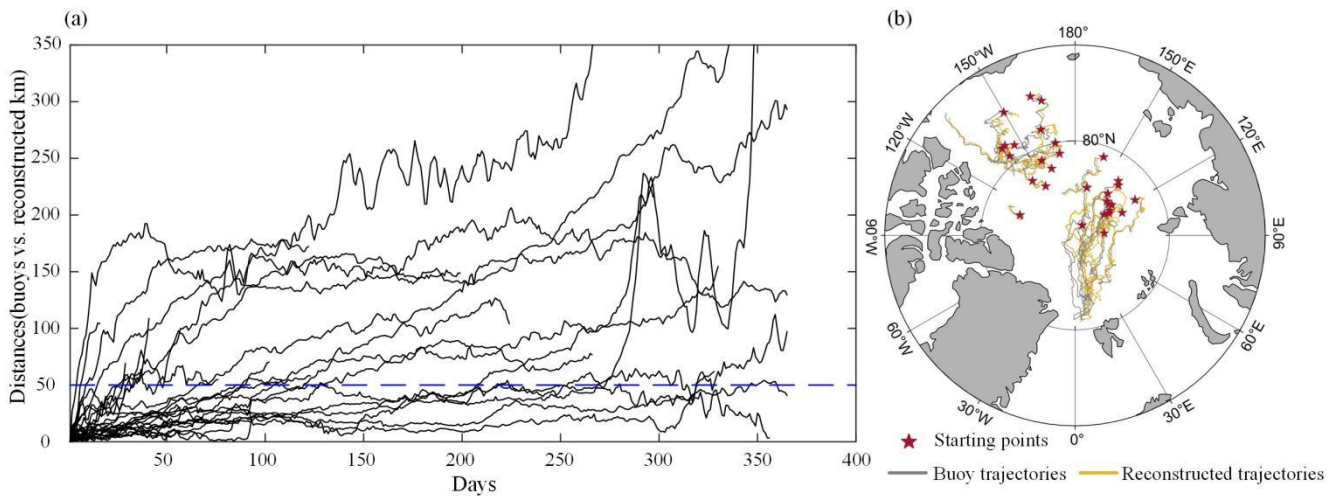 (a)
Distances(buoys vs. reconstructed km)
350
300
250
200
150
100
50
0
50
100
150
200
250
300
350
400
Days
(b)
180°
150°W
150°E
120°W
120°E
80°N
90°W
90°E
60°W
60°E
30°W
30°E
0°
Starting points
Buoy trajectories
Reconstructed trajectories